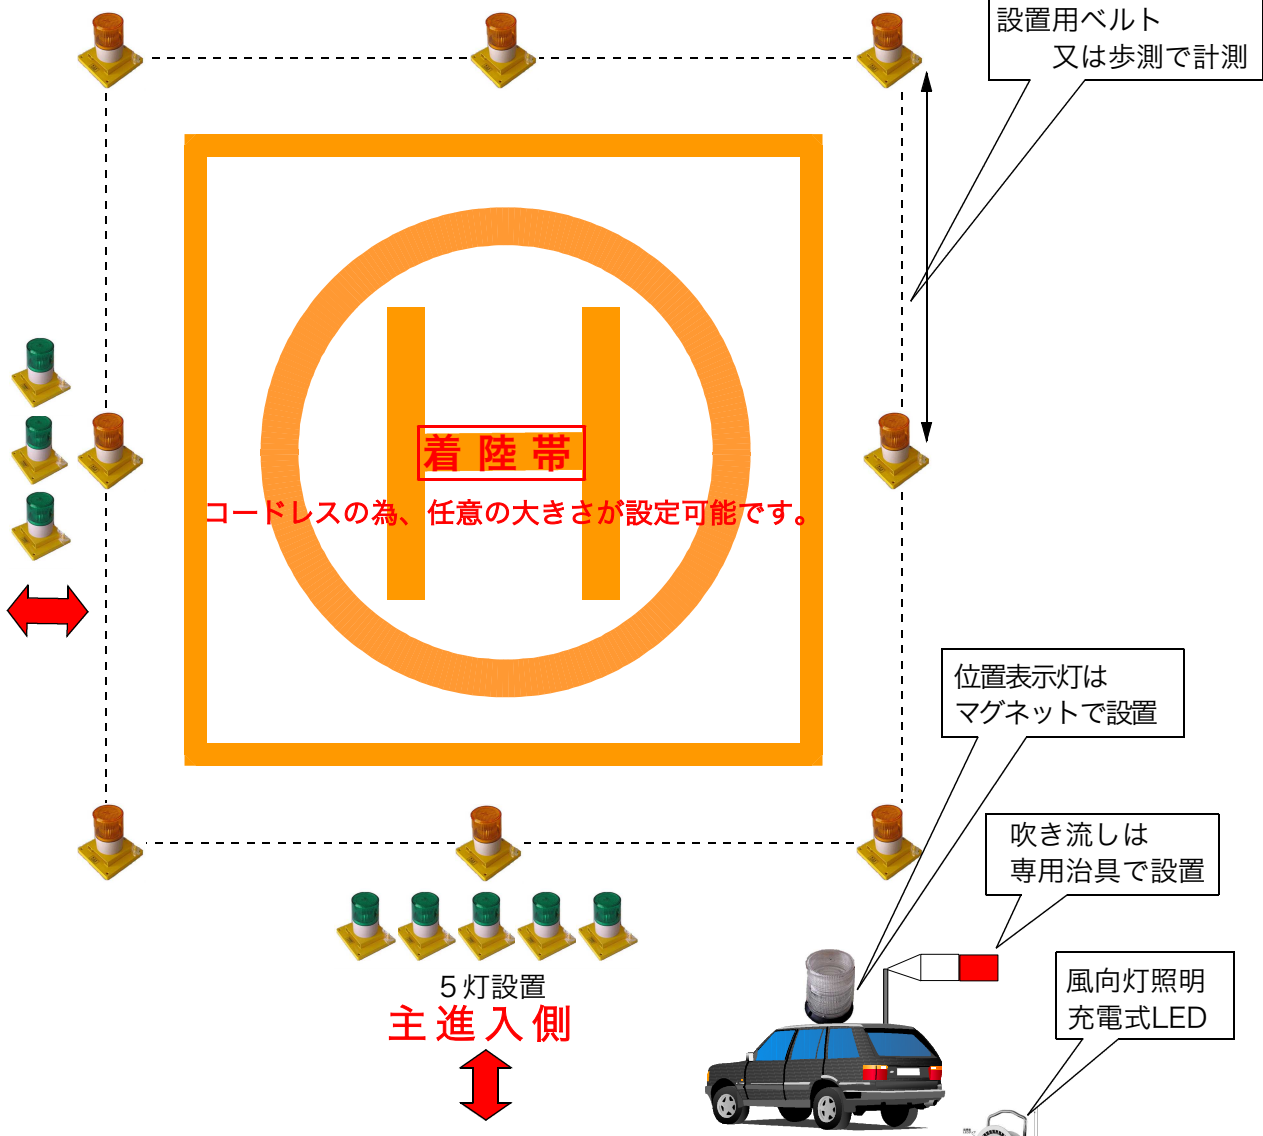 設置用ベルト
又は歩測で計測
着陸帯
コードレスの為、任意の大きさが設定可能です。
位置表示灯は
マグネットで設置
吹き流しは
専用治具で設置
５灯設置
主進入側
風向灯照明
充電式LED